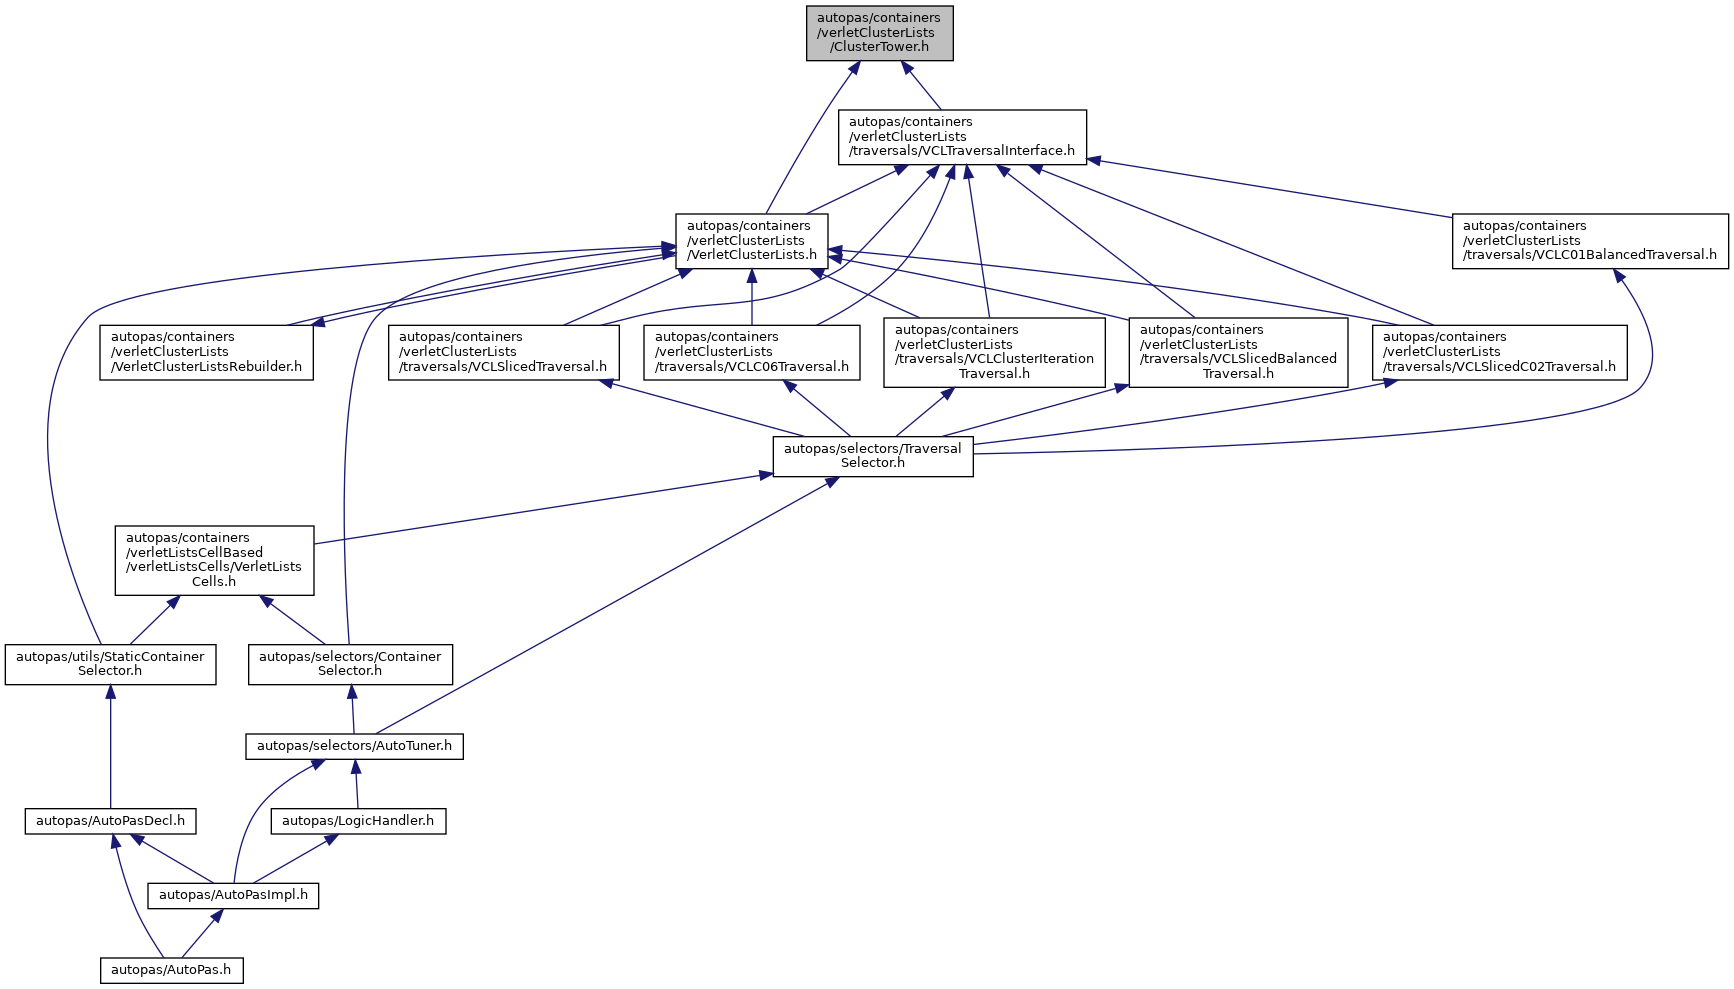 autopas/containers
/verletClusterLists
/ClusterTower.h
autopas/containers
/verletClusterLists
/traversals/VCLTraversalInterface.h
autopas/containers
/verletClusterLists
/VerletClusterLists.h
autopas/containers
/verletClusterLists
/traversals/VCLC01BalancedTraversal.h
autopas/containers
/verletClusterLists
/VerletClusterListsRebuilder.h
autopas/containers
/verletClusterLists
/traversals/VCLSlicedTraversal.h
autopas/containers
/verletClusterLists
/traversals/VCLC06Traversal.h
autopas/containers
/verletClusterLists
/traversals/VCLClusterIteration
Traversal.h
autopas/containers
/verletClusterLists
/traversals/VCLSlicedBalanced
Traversal.h
autopas/containers
/verletClusterLists
/traversals/VCLSlicedC02Traversal.h
autopas/selectors/Traversal
Selector.h
autopas/containers
/verletListsCellBased
/verletListsCells/VerletLists
Cells.h
autopas/utils/StaticContainer
Selector.h
autopas/selectors/Container
Selector.h
autopas/selectors/AutoTuner.h
autopas/AutoPasDecl.h
autopas/LogicHandler.h
autopas/AutoPasImpl.h
autopas/AutoPas.h